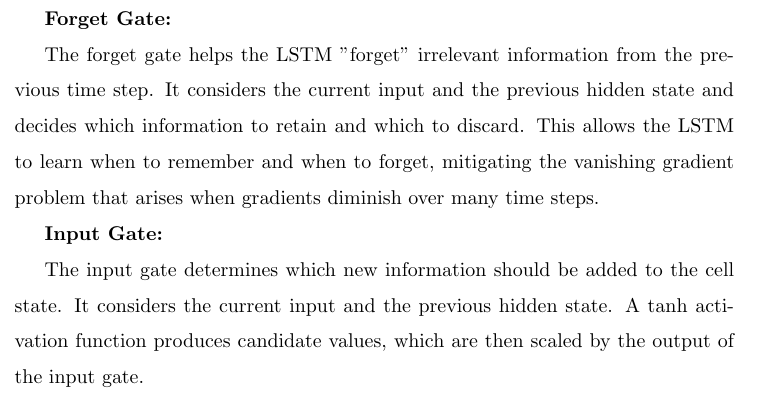 Forget Gate:
The forget gate helps the LSTM ”forget” irrelevant information from the pre-
vious time step. It considers the current input and the previous hidden state and
decides which information to retain and which to discard. This allows the LSTM
to learn when to remember and when to forget, mitigating the vanishing gradient
problem that arises when gradients diminish over many time steps.
Input Gate:
The input gate determines which new information should be added to the cell
state. It considers the current input and the previous hidden state. A tanh acti-
vation function produces candidate values, which are then scaled by the output of
the input gate.